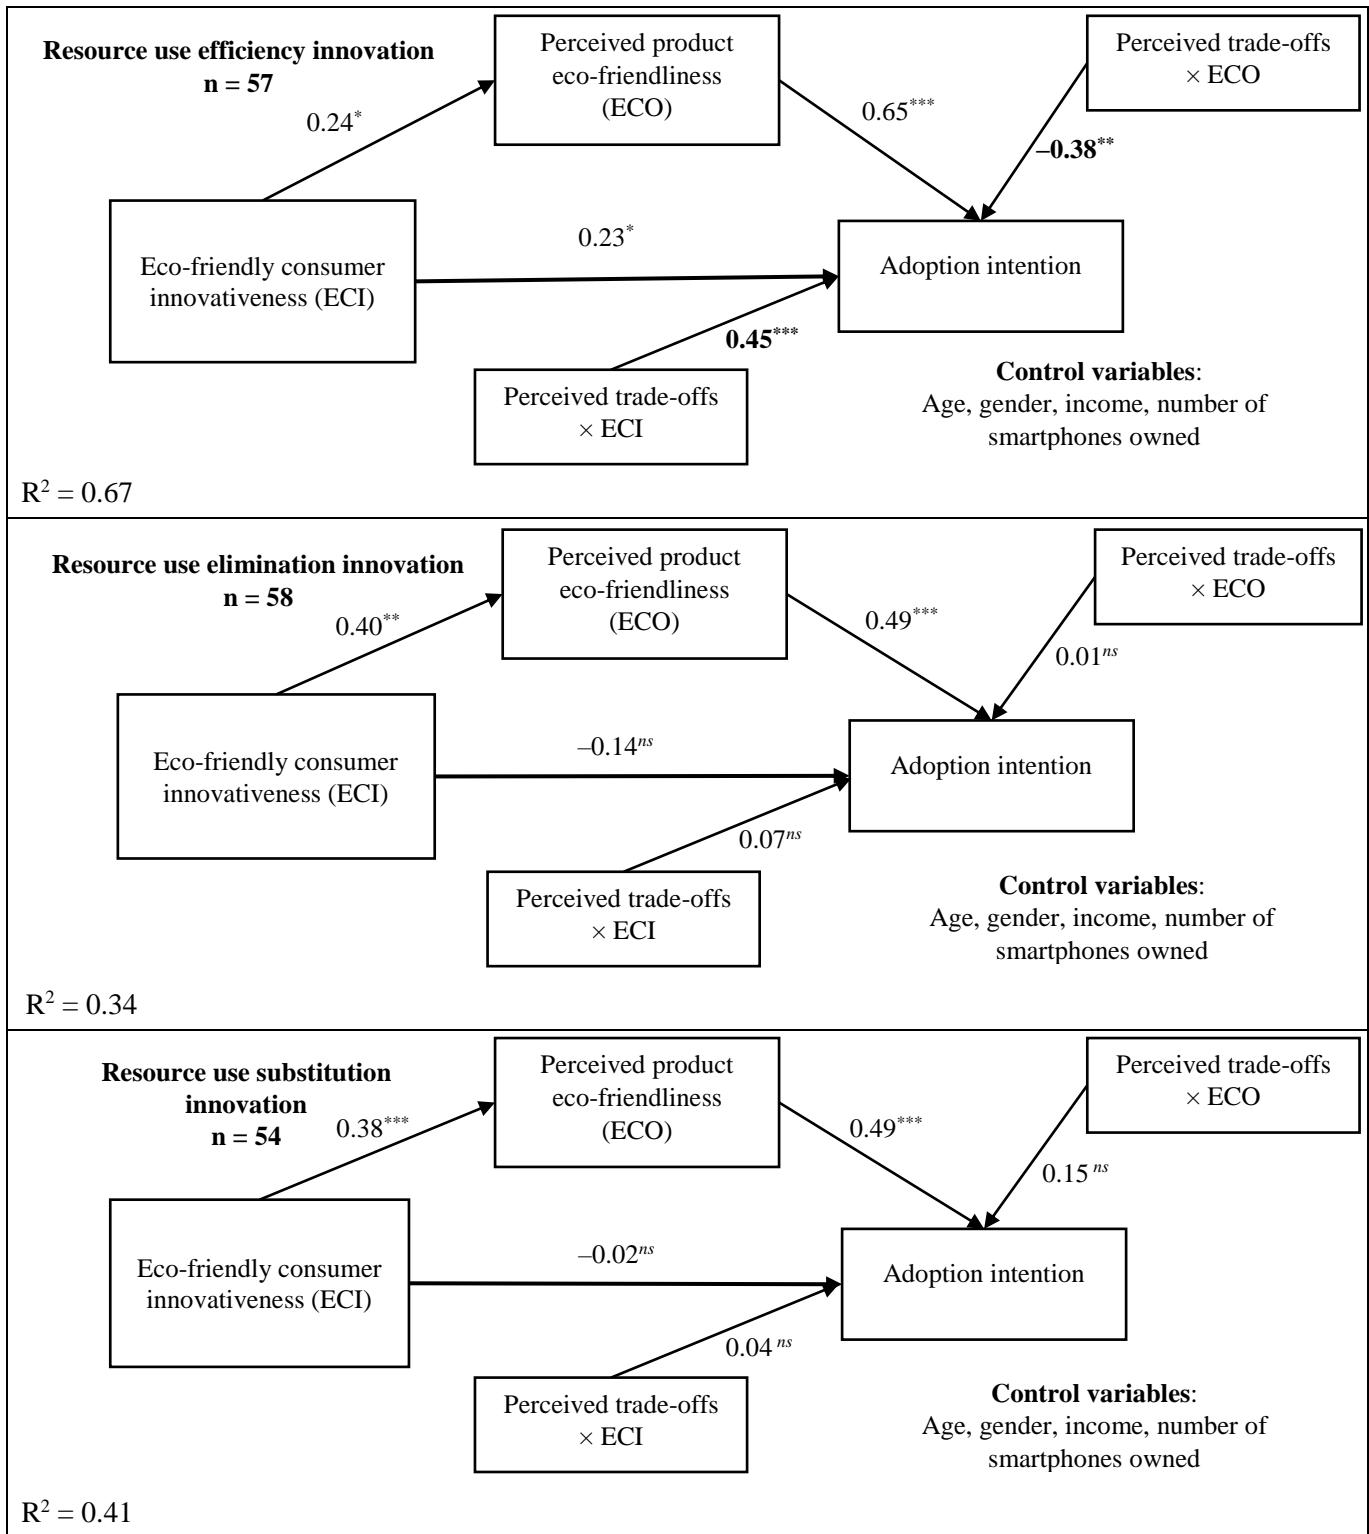 Resource use efficiency innovation
n = 57
Perceived product
eco-friendliness
(ECO)
Perceived trade-offs
× ECO
0.24*
0.65***
–0.38**
Eco-friendly consumer
innovativeness (ECI)
0.23*
Adoption intention
0.45***
Perceived trade-offs
× ECI
Control variables:
Age, gender, income, number of
smartphones owned
R² = 0.67
Resource use elimination innovation
n = 58
Perceived product
eco-friendliness
(ECO)
Perceived trade-offs
× ECO
0.40**
0.49***
0.01ns
Eco-friendly consumer
innovativeness (ECI)
–0.14ns
Adoption intention
0.07ns
Perceived trade-offs
× ECI
Control variables:
Age, gender, income, number of
smartphones owned
R² = 0.34
Resource use substitution
innovation
n = 54
Perceived product
eco-friendliness
(ECO)
Perceived trade-offs
× ECO
0.38***
0.49***
0.15 ns
Eco-friendly consumer
innovativeness (ECI)
–0.02ns
Adoption intention
0.04 ns
Perceived trade-offs
× ECI
Control variables:
Age, gender, income, number of
smartphones owned
R² = 0.41